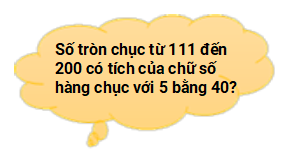 Số tròn chục từ 111 đến
200 có tích của chữ số
hàng chục với 5 bằng 40?